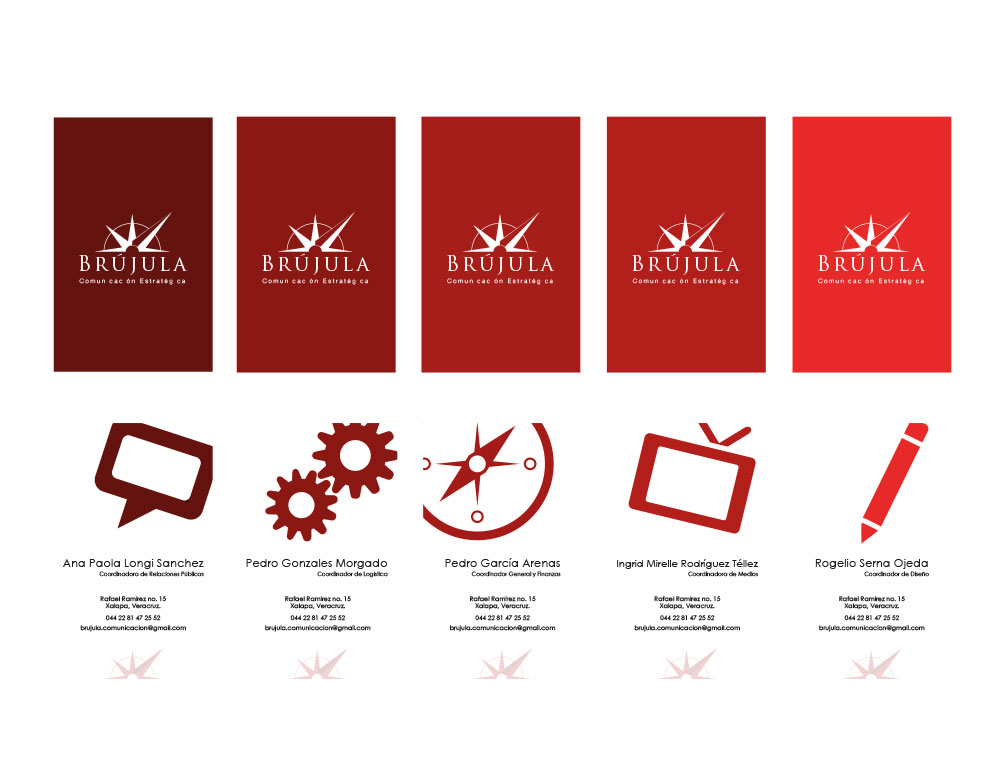 BRÚJULA
Comun cac ón Estratég ca
BRÚJULA
Comun cac ón Estratég ca
BRÚJULA
Comun cac ón Estratég ca
BRÚJULA
Comun cac ón Estratég ca
BRÚJULA
Comun cac ón Estratég ca
Ana Paola Longi Sanchez
Coordinadora de Relaciones Públicas
Rafael Ramirez no. 15
Xalapa, Veracruz.
044 22 81 47 25 52
brujula.comunicacion@gmail.com
Pedro Gonzales Morgado
Coordinador de Logística
Rafael Ramirez no. 15
Xalapa, Veracruz.
044 22 81 47 25 52
brujula.comunicacion@gmail.com
Pedro García Arenas
Coordinador General y Finanzas
Rafael Ramirez no. 15
Xalapa, Veracruz.
044 22 81 47 25 52
brujula.comunicacion@gmail.com
Ingrid Mirelle Rodríguez Téllez
Coordinadora de Medios
Rafael Ramirez no. 15
Xalapa, Veracruz.
044 22 81 47 25 52
brujula.comunicacion@gmail.com
Rogelio Serna Ojeda
Coordinador de Diseño
Rafael Ramirez no. 15
Xalapa, Veracruz.
044 22 81 47 25 52
brujula.comunicacion@gmail.com